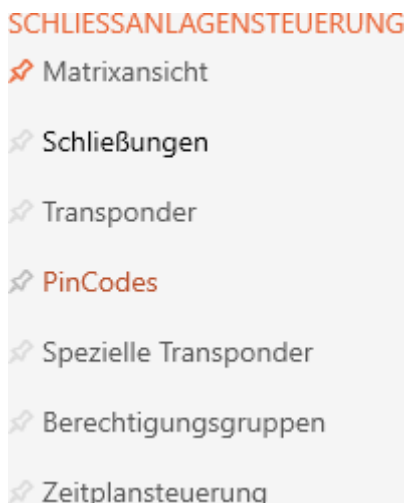 SCHLIESSANLAGENSTEUERUNG
Matrixansicht
Schließungen
Transponder
PinCodes
Spezielle Transponder
Berechtigungsgruppen
Zeitplansteuerung